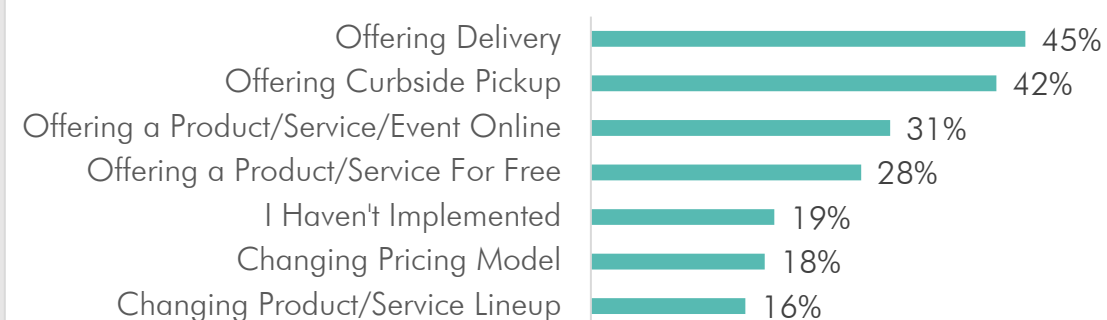 Offering Delivery 45%
Offering Curbside Pickup 42%
Offering a Product/Service/Event Online 31%
Offering a Product/Service For Free 28%
I Haven't Implemented 19%
Changing Pricing Model 18%
Changing Product/Service Lineup 16%